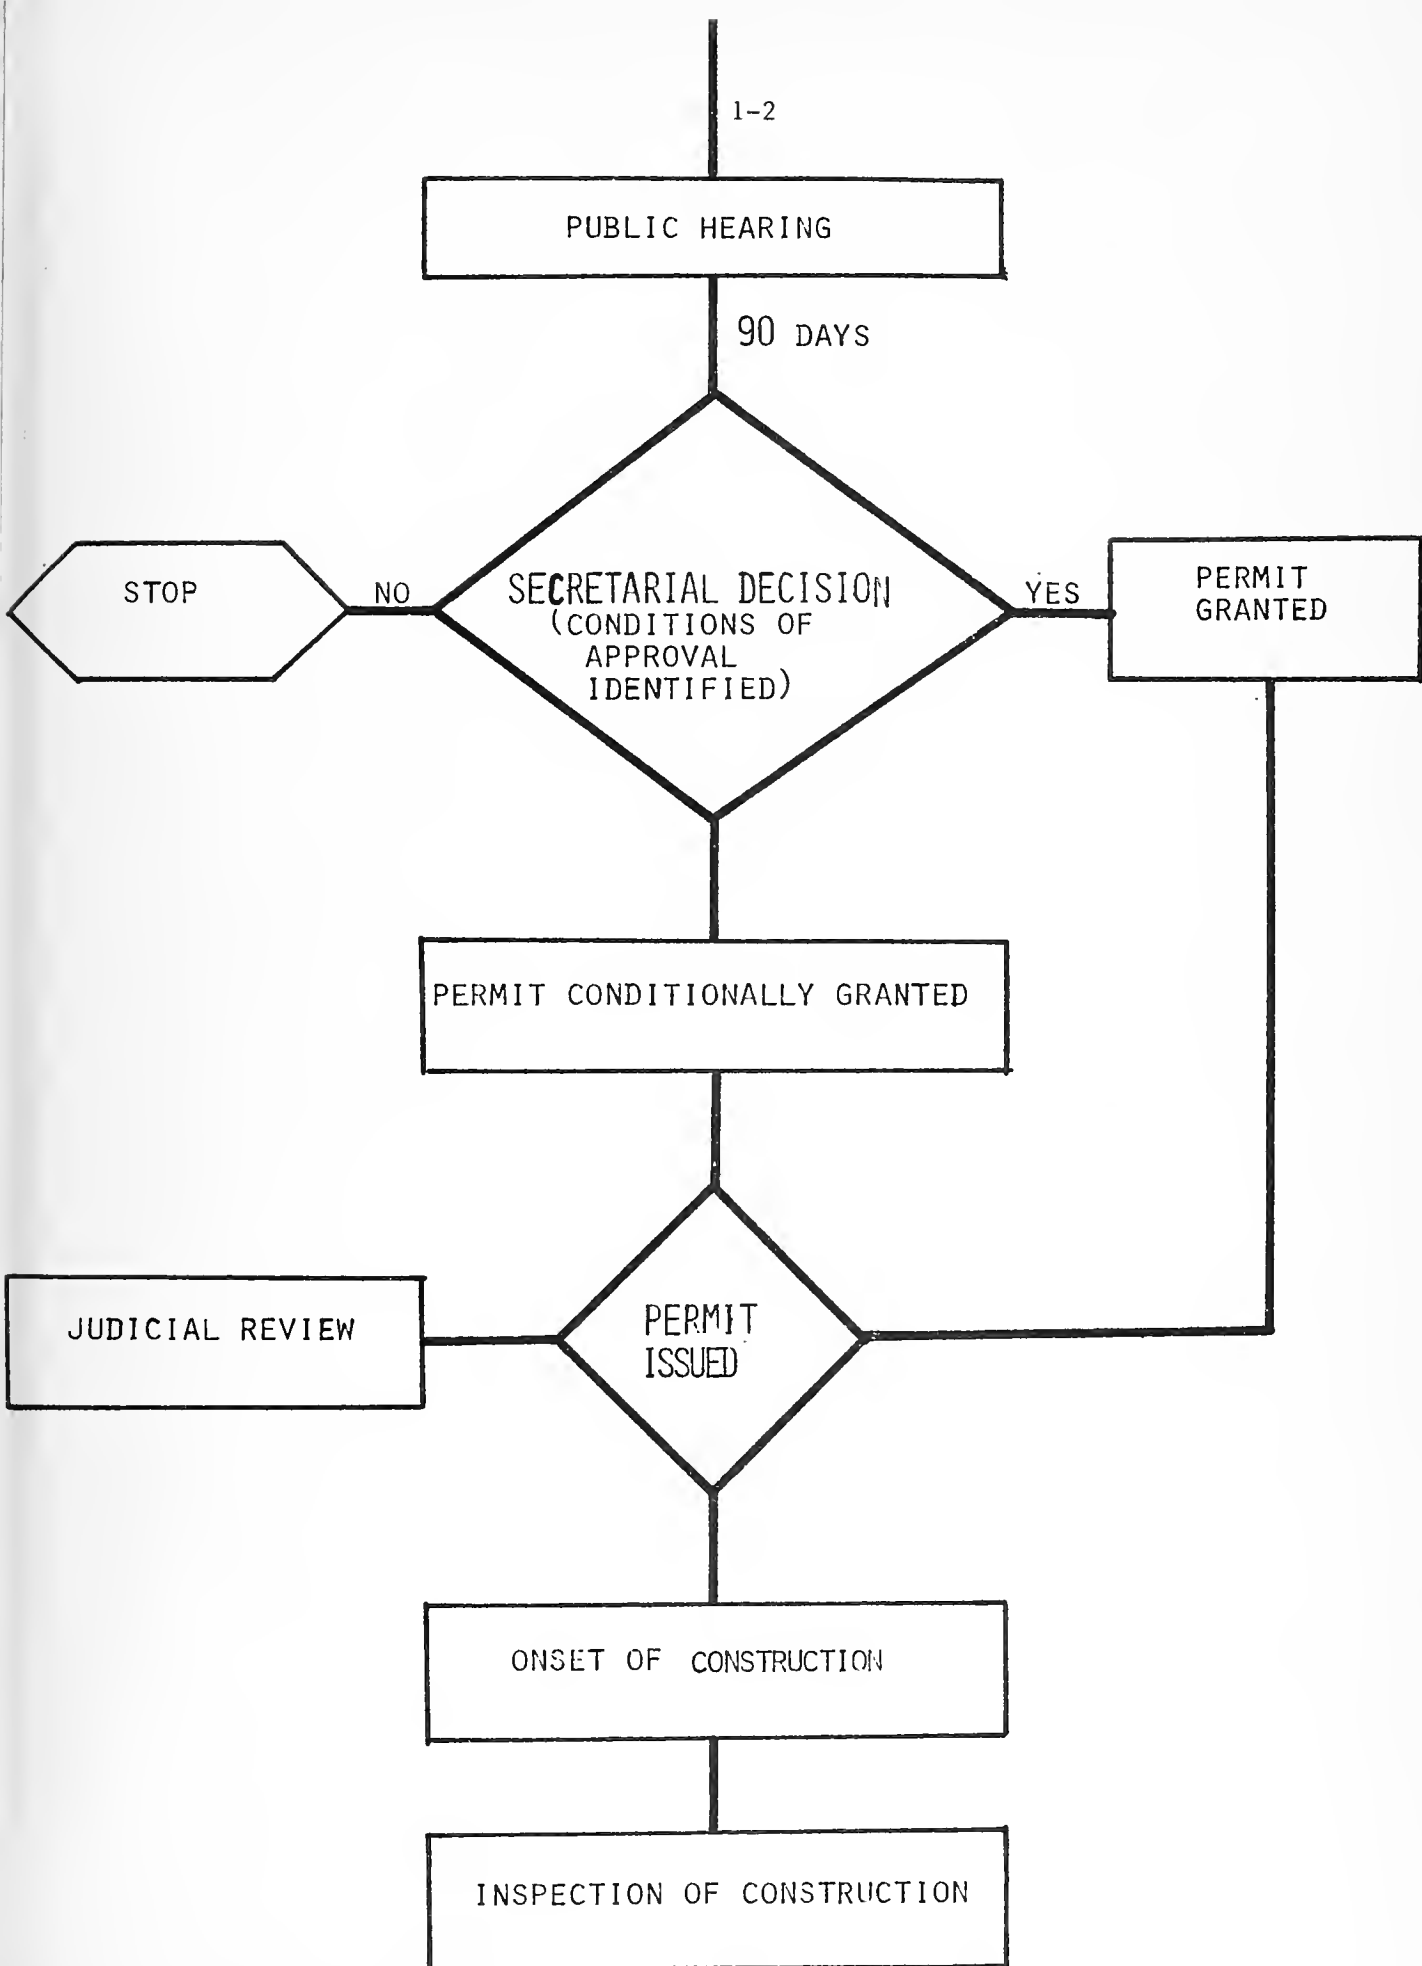 1-2
PUBLIC HEARING
90 DAYS
STOP
NO
SECRETARIAL DECISION
(CONDITIONS OF
APPROVAL
IDENTIFIED)
YES
PERMIT
GRANTED
PERMIT CONDITIONALLY GRANTED
JUDICIAL REVIEW
PERMIT
ISSUED
ONSET OF CONSTRUCTION
INSPECTION OF CONSTRUCTION